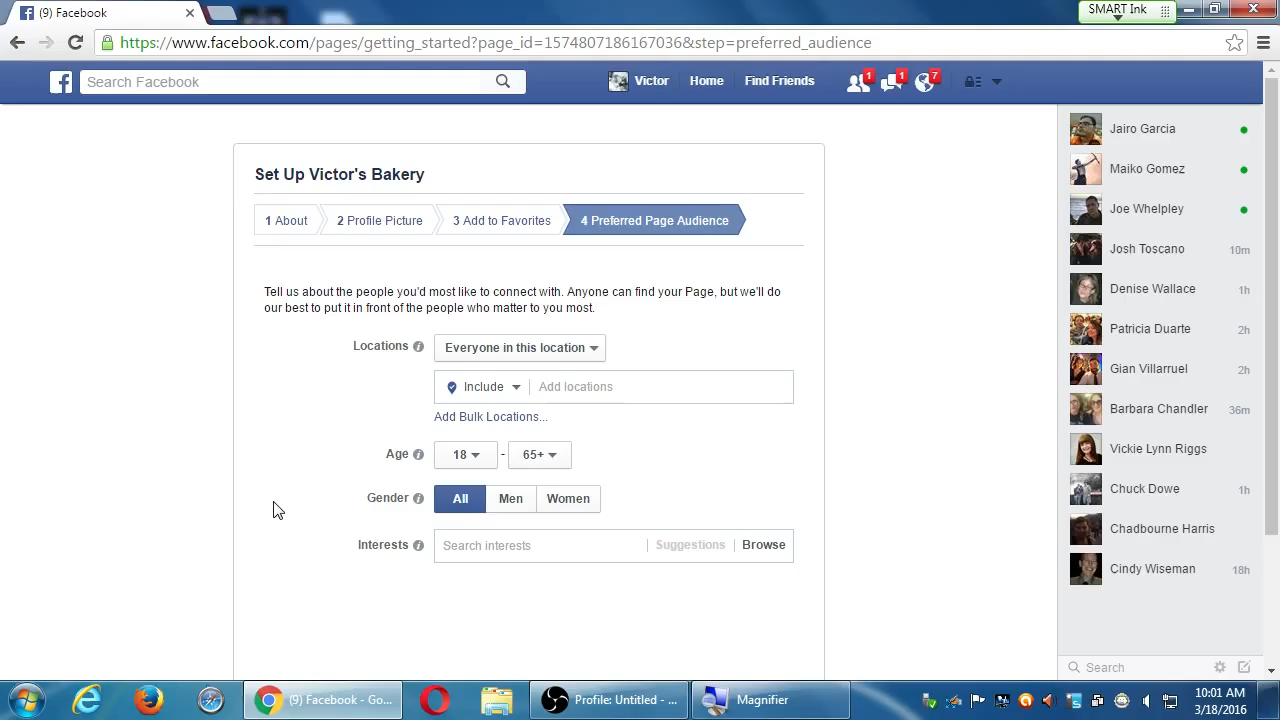 (9) Facebook
SMART Ink
https://www.facebook.com/pages/getting_started?page_id=1574807186167036&step=preferred_audience
Search Facebook
Victor Home Find Friends 1 1 7
Set Up Victor's Bakery
1 About 2 Profile Picture 3 Add to Favorites 4 Preferred Page Audience
Tell us about the people you'd most like to connect with. Anyone can find your Page, but we'll do
our best to put it in front of the people who matter to you most.
Locations Everyone in this location
Include Add locations
Add Bulk Locations...
Age 18 - 65+
Gender All Men Women
Interests Search interests Suggestions Browse
Jairo Garcia
Maiko Gomez
Joe Whelpley
Josh Toscano 10m
Denise Wallace 1h
Patricia Duarte 2h
Gian Villarruel 2h
Barbara Chandler 36m
Vickie Lynn Riggs
Chuck Dowe 1h
Chadbourne Harris
Cindy Wiseman 18h
Search
(9) Facebook - Go...
Profile: Untitled - ...
Magnifier
10:01 AM
3/18/2016